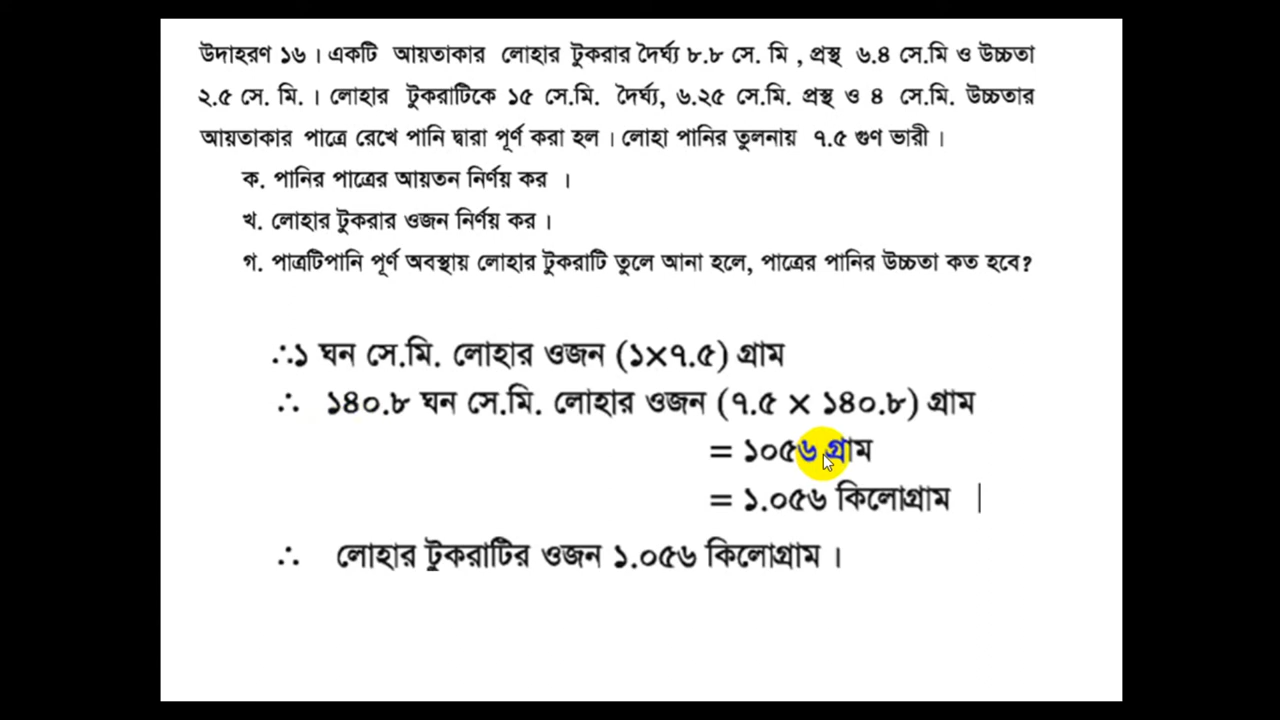 উদাহরণ ১৬ । একটি আয়তাকার লোহার টুকরার দৈর্ঘ্য ৮.৮ সে. মি , প্রস্থ ৬.৪ সে.মি ও উচ্চতা
২.৫ সে. মি. । লোহার টুকরাটিকে ১৫ সে.মি. দৈর্ঘ্য, ৬.২৫ সে.মি. প্রস্থ ও ৪ সে.মি. উচ্চতার
আয়তাকার পাত্রে রেখে পানি দ্বারা পূর্ণ করা হল । লোহা পানির তুলনায় ৭.৫ গুণ ভারী ।
ক. পানির পাত্রের আয়তন নির্ণয় কর ।
খ. লোহার টুকরার ওজন নির্ণয় কর ।
গ. পাত্রটিপানি পূর্ণ অবস্থায় লোহার টুকরাটি তুলে আনা হলে, পাত্রের পানির উচ্চতা কত হবে?
∴১ ঘন সে.মি. লোহার ওজন (১×৭.৫) গ্রাম
∴ ১৪০.৮ ঘন সে.মি. লোহার ওজন (৭.৫ × ১৪০.৮) গ্রাম
= ১০৫৬ গ্রাম
= ১.০৫৬ কিলোগ্রাম |
∴ লোহার টুকরাটির ওজন ১.০৫৬ কিলোগ্রাম ।